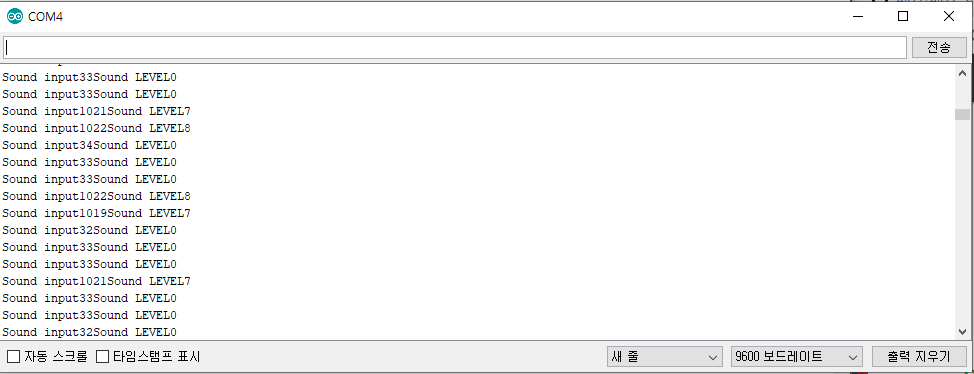 COM4
전송
Sound input33Sound LEVEL0
Sound input33Sound LEVEL0
Sound input1021Sound LEVEL7
Sound input1022Sound LEVEL8
Sound input34Sound LEVEL0
Sound input33Sound LEVEL0
Sound input33Sound LEVEL0
Sound input1022Sound LEVEL8
Sound input1019Sound LEVEL7
Sound input32Sound LEVEL0
Sound input33Sound LEVEL0
Sound input33Sound LEVEL0
Sound input1021Sound LEVEL7
Sound input33Sound LEVEL0
Sound input33Sound LEVEL0
Sound input32Sound LEVEL0
자동 스크롤 타임스탬프 표시 새 줄 9600 보드레이트 출력 지우기